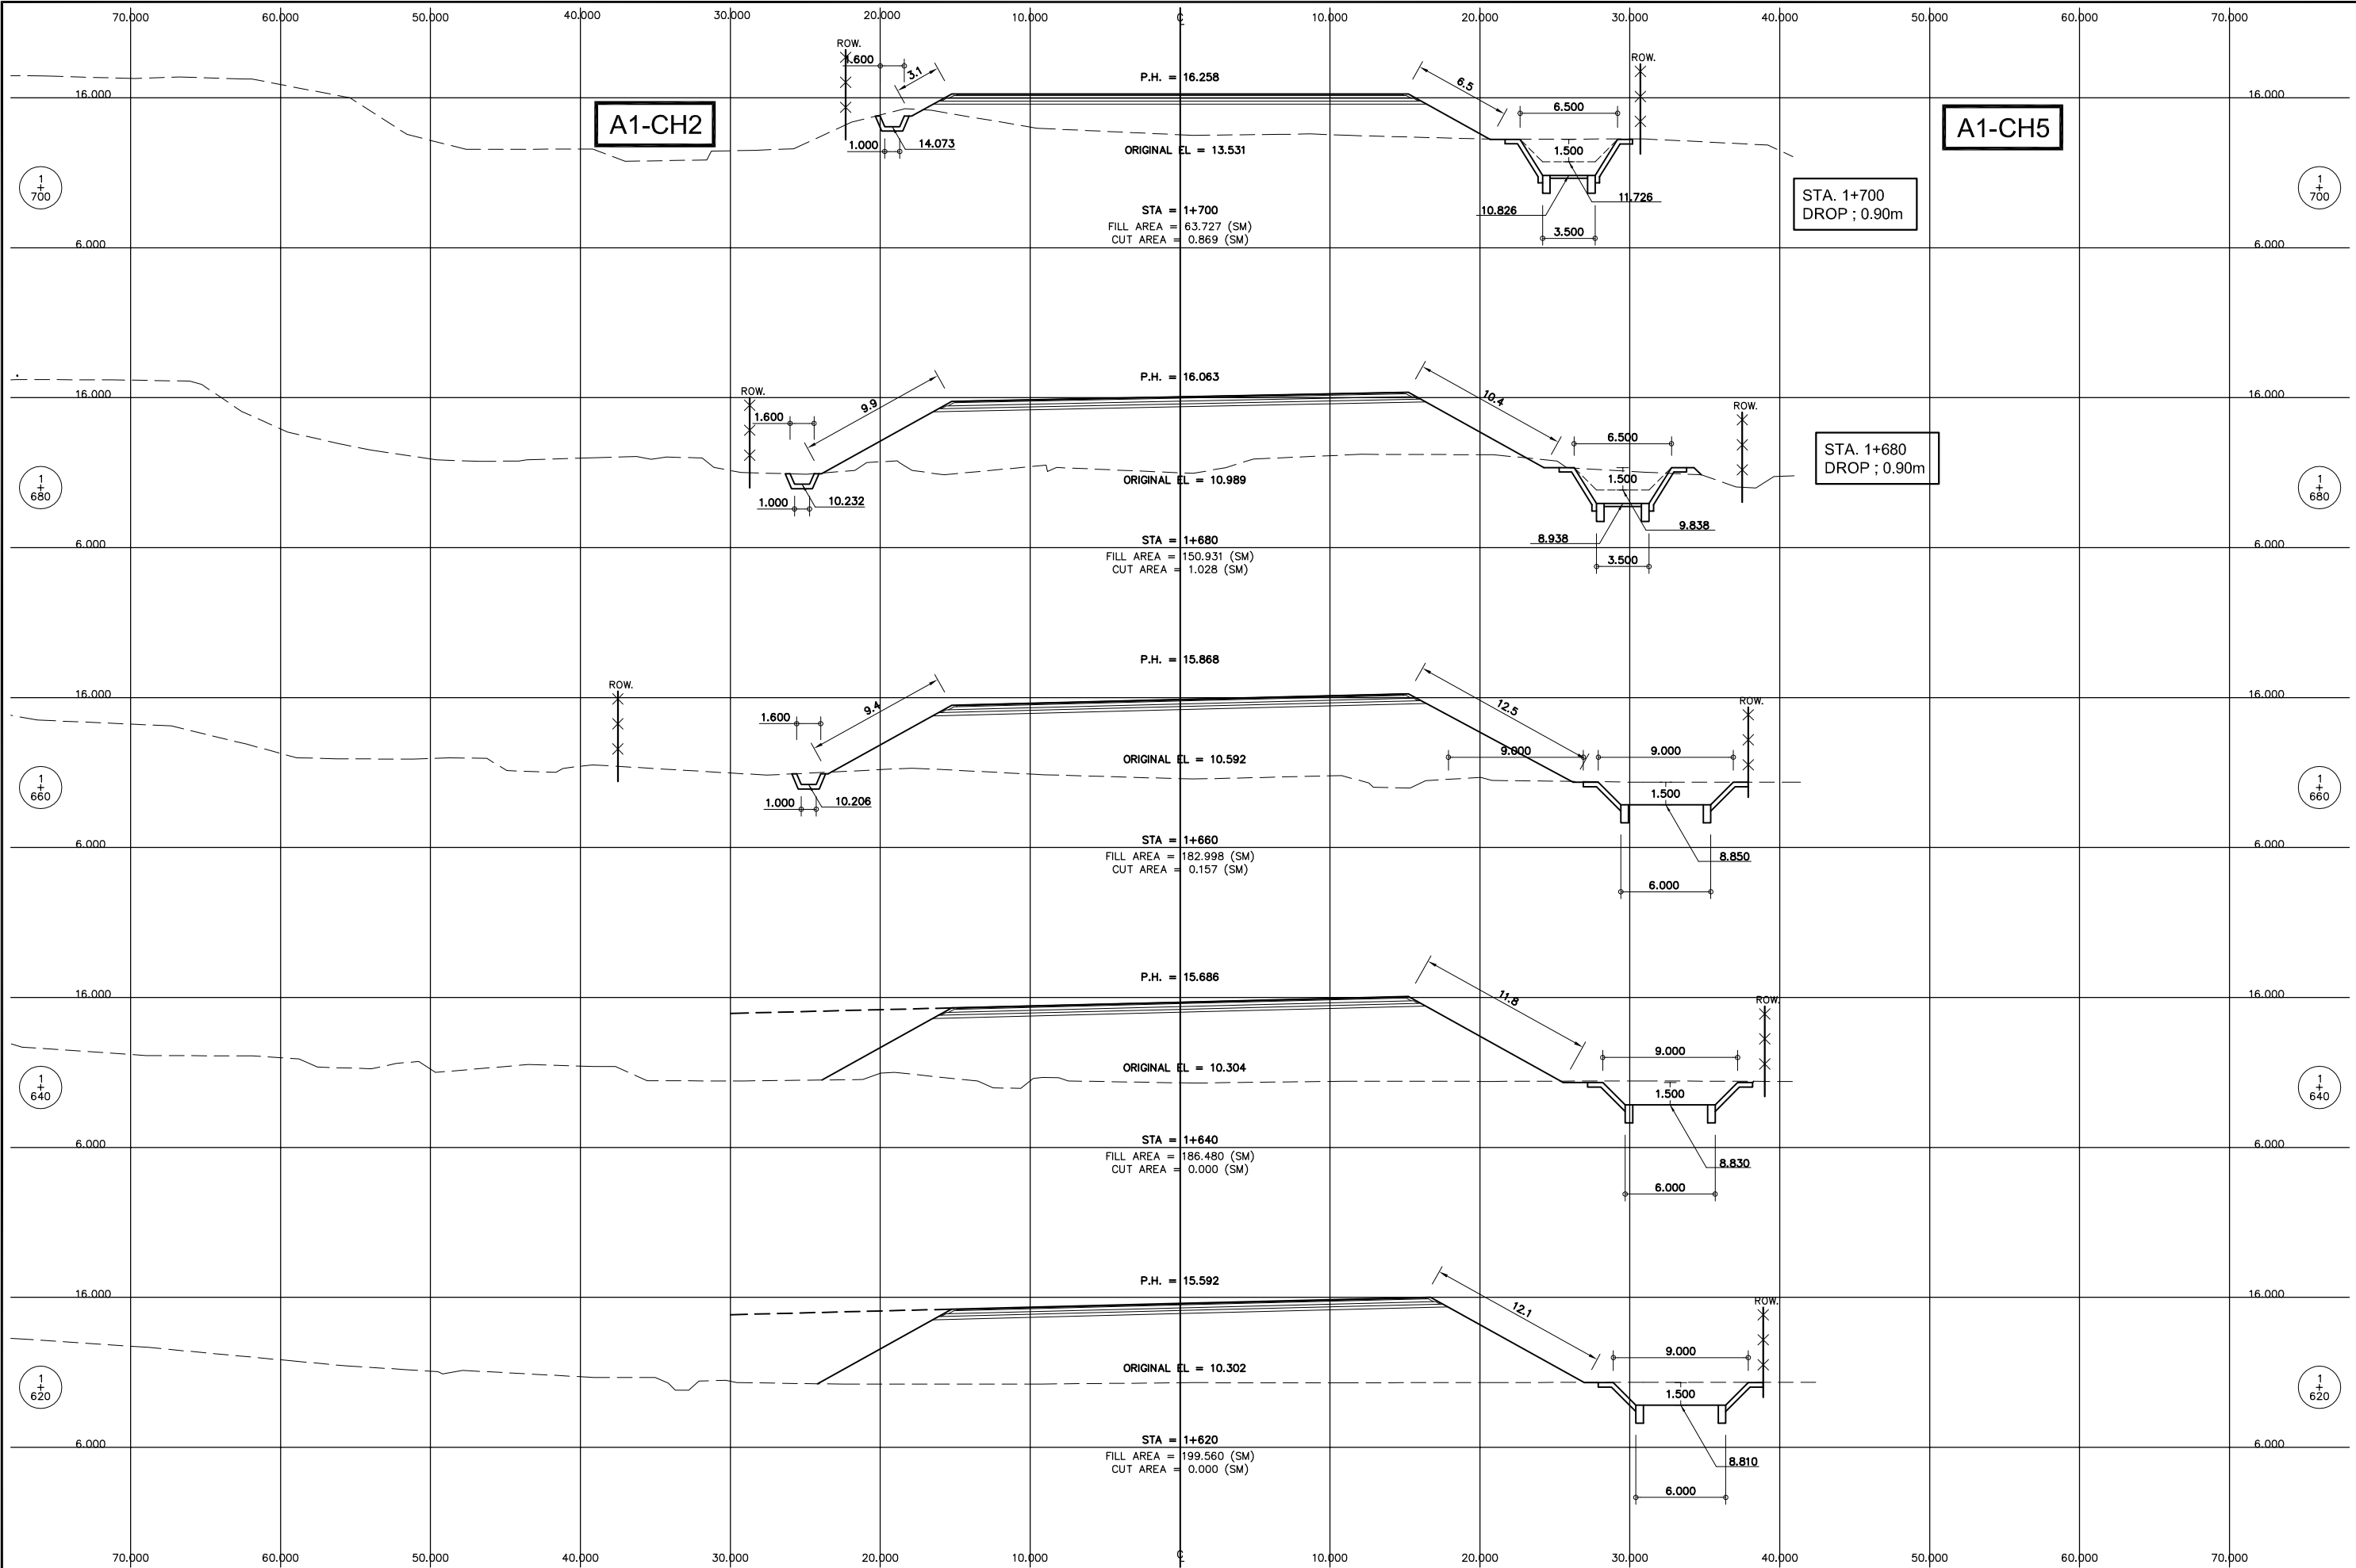 70.000 60.000 50.000 40.000 30.000 20.000 10.000 ℄ 10.000 20.000 30.000 40.000 50.000 60.000 70.000
ROW. ROW.
1.600 3.1 P.H. = 16.258 6.5
16.000 6.500 16.000
A1-CH2 A1-CH5
1.000 14.073 ORIGINAL EL = 13.531 1.500
1
+
700
1
+
700
STA. 1+700
DROP ; 0.90m
10.826 11.726
STA = 1+700
FILL AREA = 63.727 (SM)
CUT AREA = 0.869 (SM)
3.500
6.000 6.000
P.H. = 16.063
ROW. ROW.
16.000 16.000
1.600 9.9 10.4 6.500
STA. 1+680
DROP ; 0.90m
ORIGINAL EL = 10.989 1.500
1
+
680
1
+
680
1.000 10.232 9.838
8.938
STA = 1+680
6.000 6.000
FILL AREA = 150.931 (SM)
CUT AREA = 1.028 (SM)
3.500
P.H. = 15.868
ROW. ROW.
16.000 16.000
1.600 9.4 12.5
ORIGINAL EL = 10.592 9.000 9.000
1
+
660
1
+
660
1.000 10.206 1.500
STA = 1+660
6.000 6.000
FILL AREA = 182.998 (SM)
CUT AREA = 0.157 (SM)
8.850
6.000
P.H. = 15.686
16.000 11.8 ROW. 16.000
9.000
ORIGINAL EL = 10.304
1
+
640
1
+
640
1.500
STA = 1+640
6.000 6.000
FILL AREA = 186.480 (SM)
CUT AREA = 0.000 (SM)
8.830
6.000
P.H. = 15.592
16.000 12.1 ROW. 16.000
9.000
ORIGINAL EL = 10.302
1
+
620
1
+
620
1.500
STA = 1+620
6.000 6.000
FILL AREA = 199.560 (SM)
CUT AREA = 0.000 (SM)
8.810
6.000
70.000 60.000 50.000 40.000 30.000 20.000 10.000 ℄ 10.000 20.000 30.000 40.000 50.000 60.000 70.000